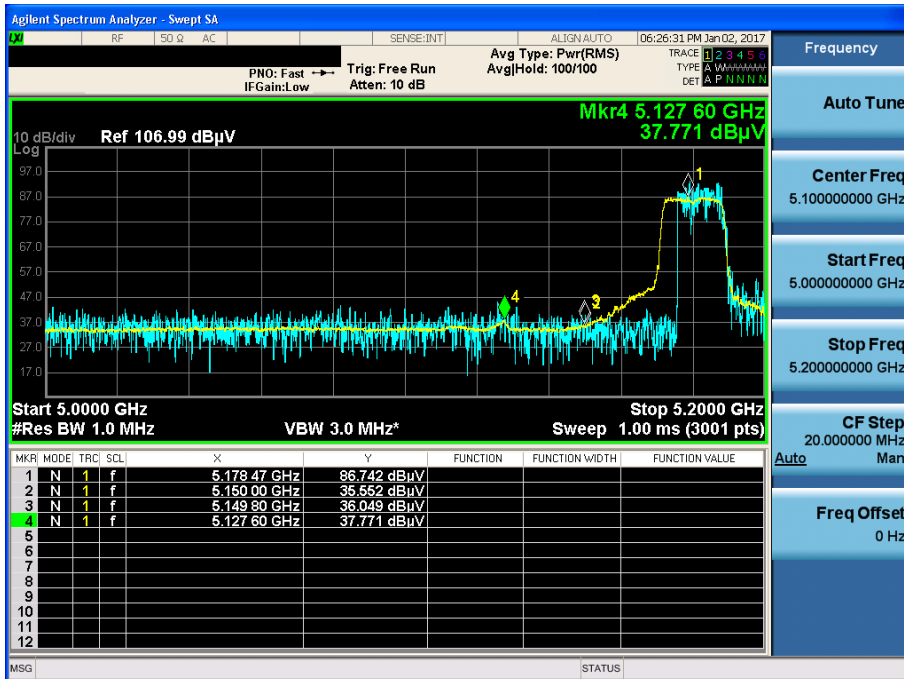 Agilent Spectrum Analyzer - Swept SA
LXI RF 50 Ω AC SENSE:INT ALIGN AUTO 06:26:31 PM Jan 02, 2017
PNO: Fast
IFGain:Low
Trig: Free Run
Atten: 10 dB
Avg Type: Pwr(RMS)
Avg|Hold: 100/100
TRACE 1 2 3 4 5 6
TYPE A WWWWWW
DET A P N N N N
Mkr4 5.127 60 GHz
37.771 dBµV
10 dB/div Ref 106.99 dBµV
Log
97.0
87.0
77.0
67.0
57.0
47.0
37.0
27.0
17.0
1
4
Start 5.0000 GHz Stop 5.2000 GHz
#Res BW 1.0 MHz VBW 3.0 MHz* Sweep 1.00 ms (3001 pts)
MKR MODE TRC SCL X Y FUNCTION FUNCTION WIDTH FUNCTION VALUE
1 N 1 f 5.178 47 GHz 86.742 dBµV
2 N 1 f 5.150 00 GHz 35.552 dBµV
3 N 1 f 5.149 80 GHz 36.049 dBµV
4 N 1 f 5.127 60 GHz 37.771 dBµV
5
6
7
8
9
10
11
12
MSG STATUS
Frequency
Auto Tune
Center Freq
5.100000000 GHz
Start Freq
5.000000000 GHz
Stop Freq
5.200000000 GHz
CF Step
20.000000 MHz
Auto Man
Freq Offset
0 Hz